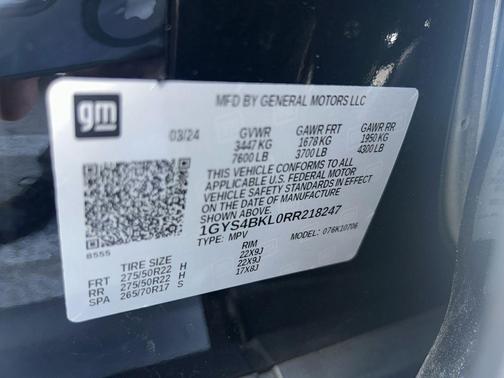 gm
MFD BY GENERAL MOTORS LLC
03/24
GVWR GAWR FRT GAWR RR
3447 KG 1678 KG 1950 KG
7600 LB 3700 LB 4300 LB
THIS VEHICLE CONFORMS TO ALL
APPLICABLE U.S. FEDERAL MOTOR
VEHICLE SAFETY STANDARDS IN EFFECT
ON THE DATE OF MANUFACTURE
SHOWN ABOVE.
1GYS4BKL0RR218247
TYPE: MPV MODEL: 076K10706
8555
TIRE SIZE RIM
FRT 275/50R22 H 22X9J
RR 275/50R22 H 22X9J
SPA 265/70R17 S 17X8J